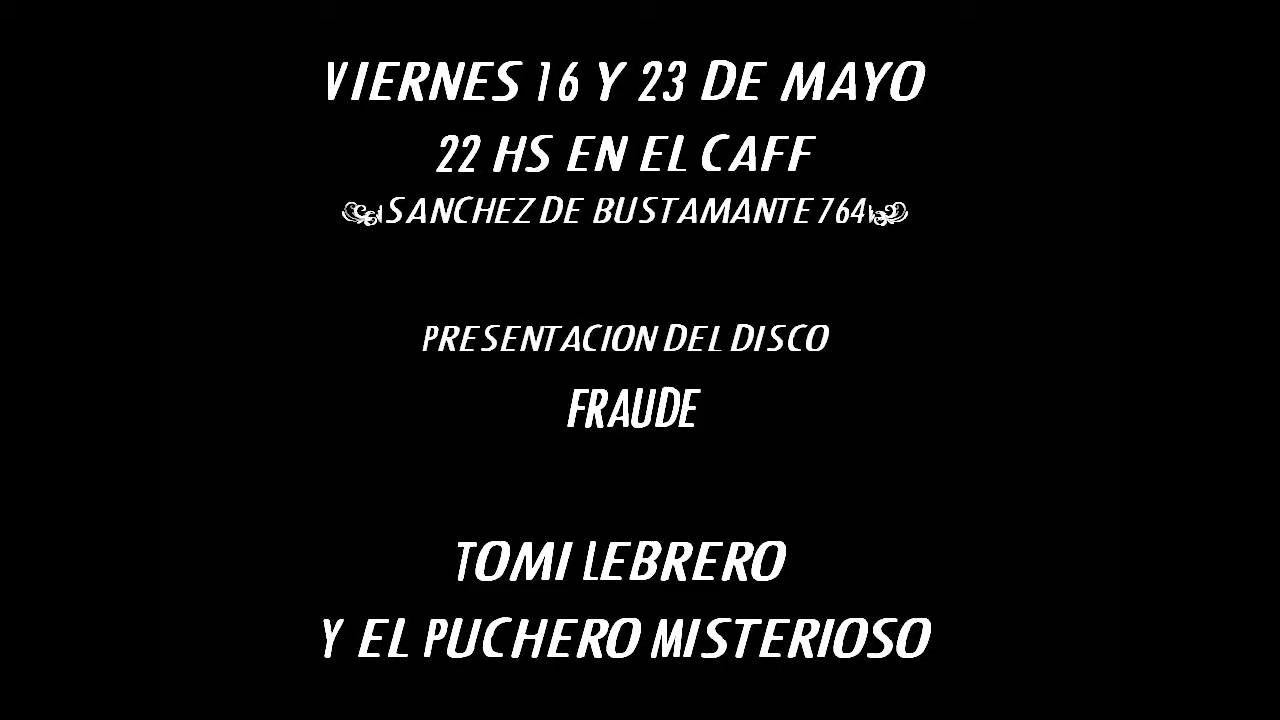 VIERNES 16 Y 23 DE MAYO
22 HS EN EL CAFF
SANCHEZ DE BUSTAMANTE 764
PRESENTACION DEL DISCO
FRAUDE
TOMI LEBRERO
Y EL PUCHERO MISTERIOSO